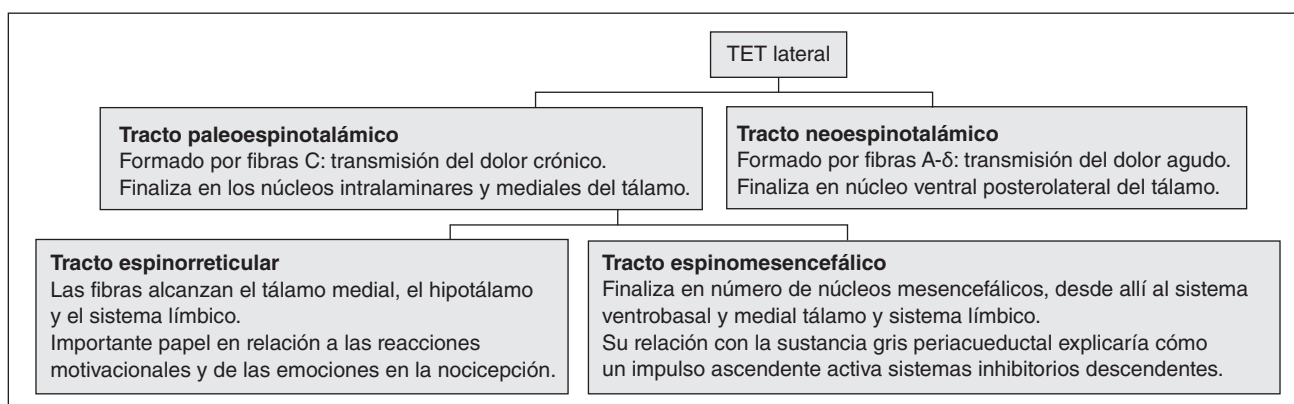 TET lateral
Tracto paleoespinotalámico
Formado por fibras C: transmisión del dolor crónico.
Finaliza en los núcleos intralaminares y mediales del tálamo.
Tracto neoespinotalámico
Formado por fibras A-δ: transmisión del dolor agudo.
Finaliza en núcleo ventral posterolateral del tálamo.
Tracto espinorreticular
Las fibras alcanzan el tálamo medial, el hipotálamo
y el sistema límbico.
Importante papel en relación a las reacciones
motivacionales y de las emociones en la nocicepción.
Tracto espinomesencefálico
Finaliza en número de núcleos mesencefálicos, desde allí al sistema
ventrobasal y medial tálamo y sistema límbico.
Su relación con la sustancia gris periacueductal explicaría cómo
un impulso ascendente activa sistemas inhibitorios descendentes.